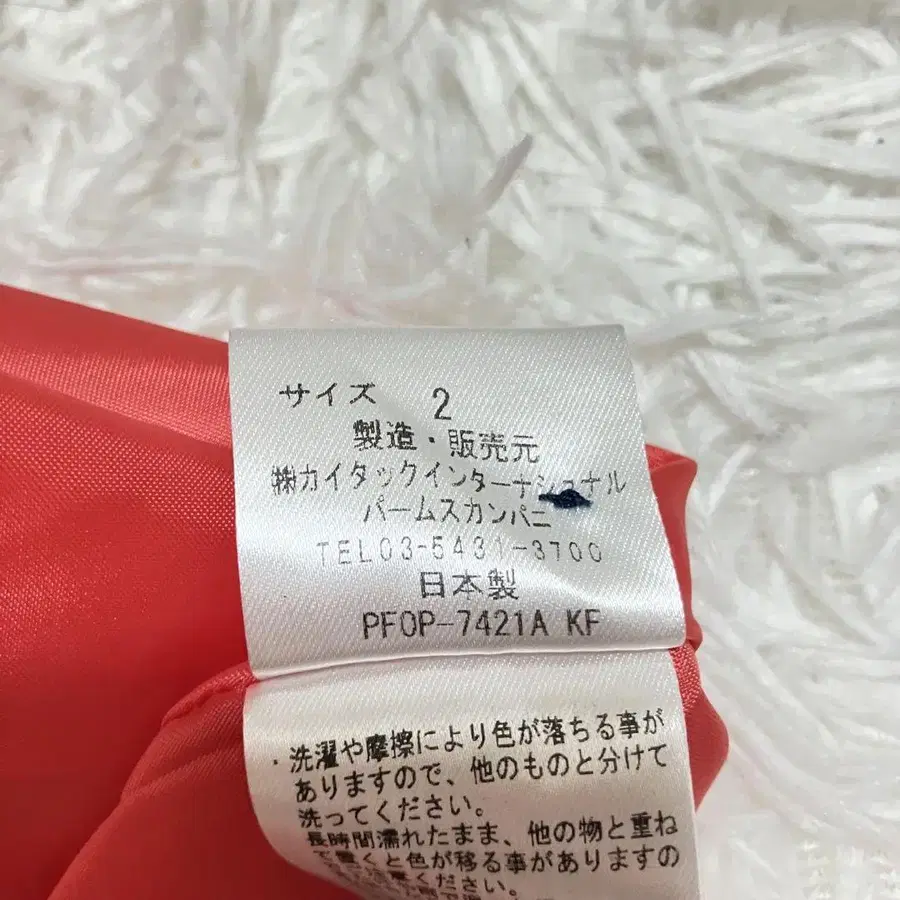 サイズ 2
製造・販売元
㈱カイタックインターナショナル
パームスカンパニー
TEL03-5431-3700
日本製
PFOP-7421A KF
・洗濯や摩擦により色が落ちる事が
ありますので、他のものと分けて
洗ってください。
長時間濡れたまま、他の物と重ね
て置くと色が移る事がありますの